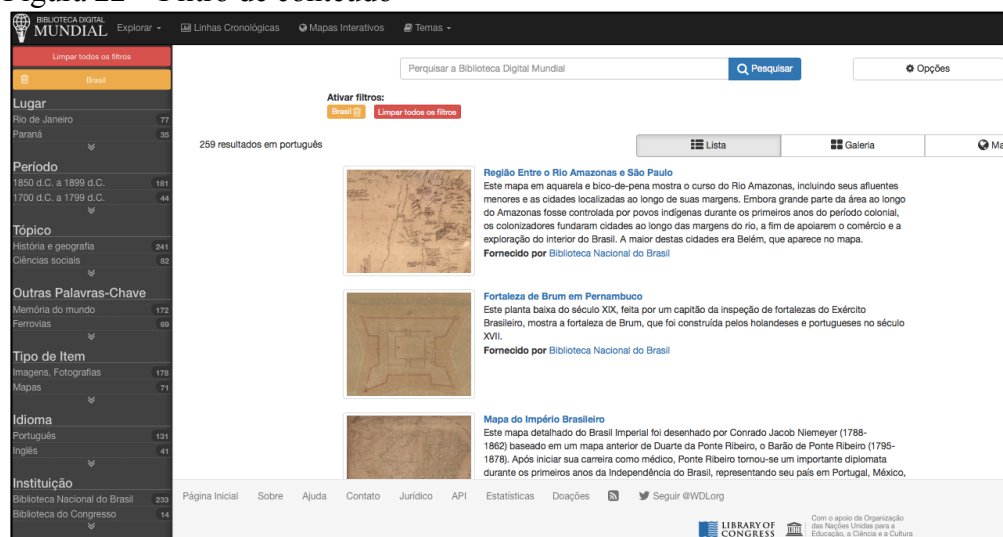 Figura 22 - Filtro de conteúdo
BIBLIOTECA DIGITAL
MUNDIAL
Explorar
Linhas Cronológicas
Mapas Interativos
Temas
Limpar todos os filtros
Brasil
Lugar
Rio de Janeiro 77
Paraná 35
Período
1850 d.C. a 1899 d.C. 181
1700 d.C. a 1799 d.C. 44
Tópico
História e geografia 241
Ciências sociais 82
Outras Palavras-Chave
Memória do mundo 172
Ferrovias 69
Tipo de Item
Imagens, Fotografias 178
Mapas 71
Idioma
Português 131
Inglês 41
Instituição
Biblioteca Nacional do Brasil 233
Biblioteca do Congresso 14
Perquisar a Biblioteca Digital Mundial
Pesquisar
Opções
Ativar filtros:
Brasil Limpar todos os filtros
259 resultados em português
Lista
Galeria
Ma
Região Entre o Rio Amazonas e São Paulo
Este mapa em aquarela e bico-de-pena mostra o curso do Rio Amazonas, incluindo seus afluentes
menores e as cidades localizadas ao longo de suas margens. Embora grande parte da área ao longo
do Amazonas fosse controlada por povos indígenas durante os primeiros anos do período colonial,
os colonizadores fundaram cidades ao longo das margens do rio, a fim de apoiarem o comércio e a
exploração do interior do Brasil. A maior destas cidades era Belém, que aparece no mapa.
Fornecido por Biblioteca Nacional do Brasil
Fortaleza de Brum em Pernambuco
Este planta baixa do século XIX, feita por um capitão da inspeção de fortalezas do Exército
Brasileiro, mostra a fortaleza de Brum, que foi construída pelos holandeses e portugueses no século
XVII.
Fornecido por Biblioteca Nacional do Brasil
Mapa do Império Brasileiro
Este mapa detalhado do Brasil Imperial foi desenhado por Conrado Jacob Niemeyer (1788-
1862) baseado em um mapa anterior de Duarte da Ponte Ribeiro, o Barão de Ponte Ribeiro (1795-
1878). Após iniciar sua carreira como médico, Ponte Ribeiro tornou-se um importante diplomata
durante os primeiros anos da Independência do Brasil, representando seu país em Portugal, México,
Página Inicial Sobre Ajuda Contato Jurídico API Estatísticas Doações Seguir @WDLorg
LIBRARY OF
CONGRESS
Com o apoio da Organização
das Nações Unidas para a
Educação, a Ciência e a Cultura